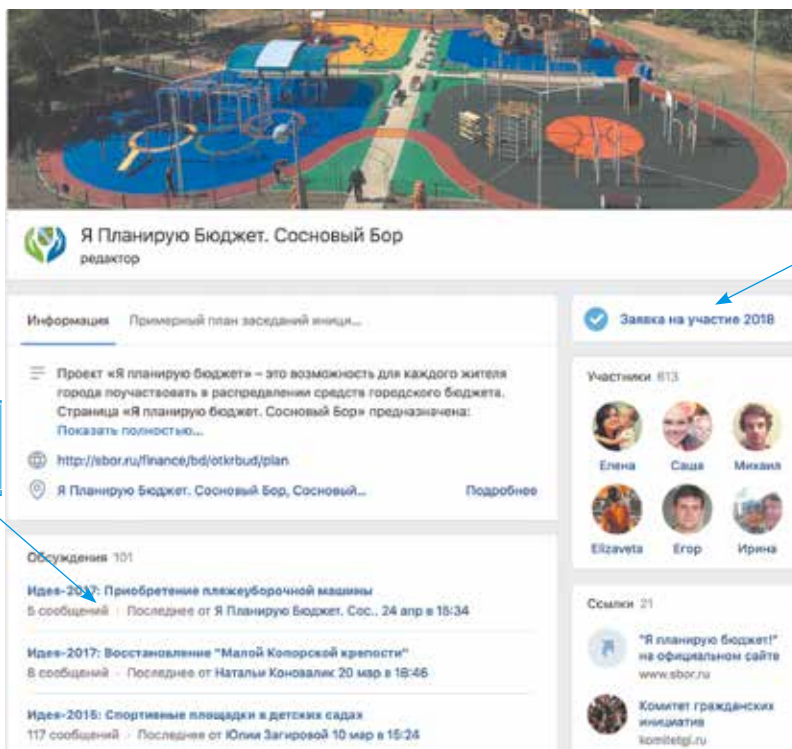 Я Планирую Бюджет. Сосновый Бор
редактор
Информация Примерный план заседаний иници...
Проект «Я планирую бюджет» – это возможность для каждого жителя
города поучаствовать в распределении средств городского бюджета.
Страница «Я планирую бюджет. Сосновый Бор» предназначена:
Показать полностью...
http://sbor.ru/finance/bd/otkrbud/plan
Я Планирую Бюджет. Сосновый Бор, Сосновый... Подробнее
Обсуждения 101
Идея-2017: Приобретение пляжеуборочной машины
5 сообщений · Последнее от Я Планирую Бюджет. Сос.. 24 апр в 15:34
Идея-2017: Восстановление "Малой Копорской крепости"
8 сообщений · Последнее от Натальи Коновалик 20 мар в 16:46
Идея-2015: Спортивные площадки в детских садах
117 сообщений · Последнее от Юлии Загировой 10 мар в 15:24
Заявка на участие 2018
Участники 613
Елена Саша Михаил
Elizaveta Егор Ирина
Ссылки 21
"Я планирую бюджет!"
на официальном сайте
www.sbor.ru
Комитет гражданских
инициатив
komitetgi.ru